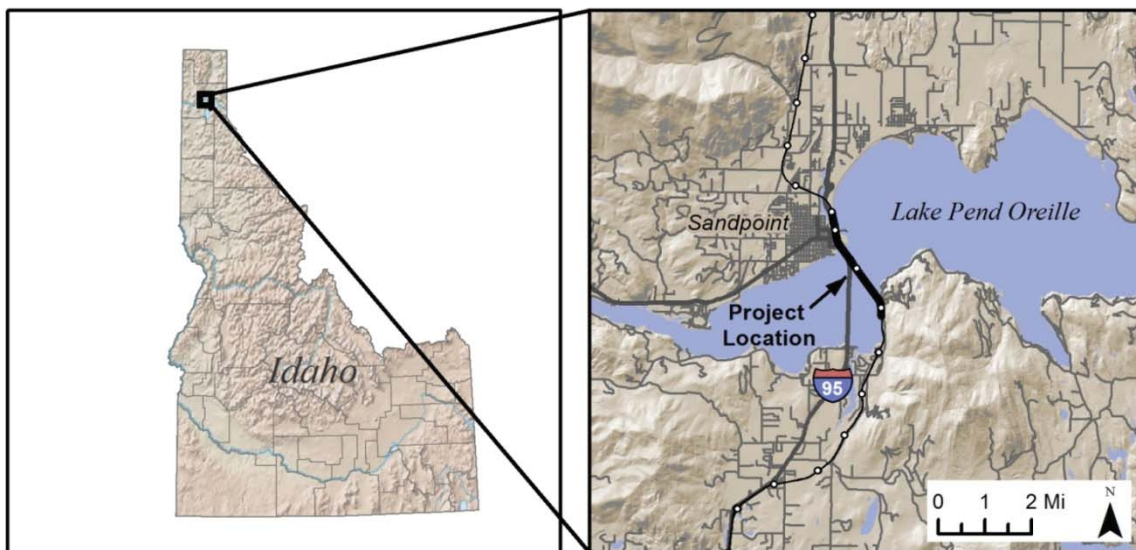 Idaho
Sandpoint
Lake Pend Oreille
Project
Location
95
0 1 2 Mi
N